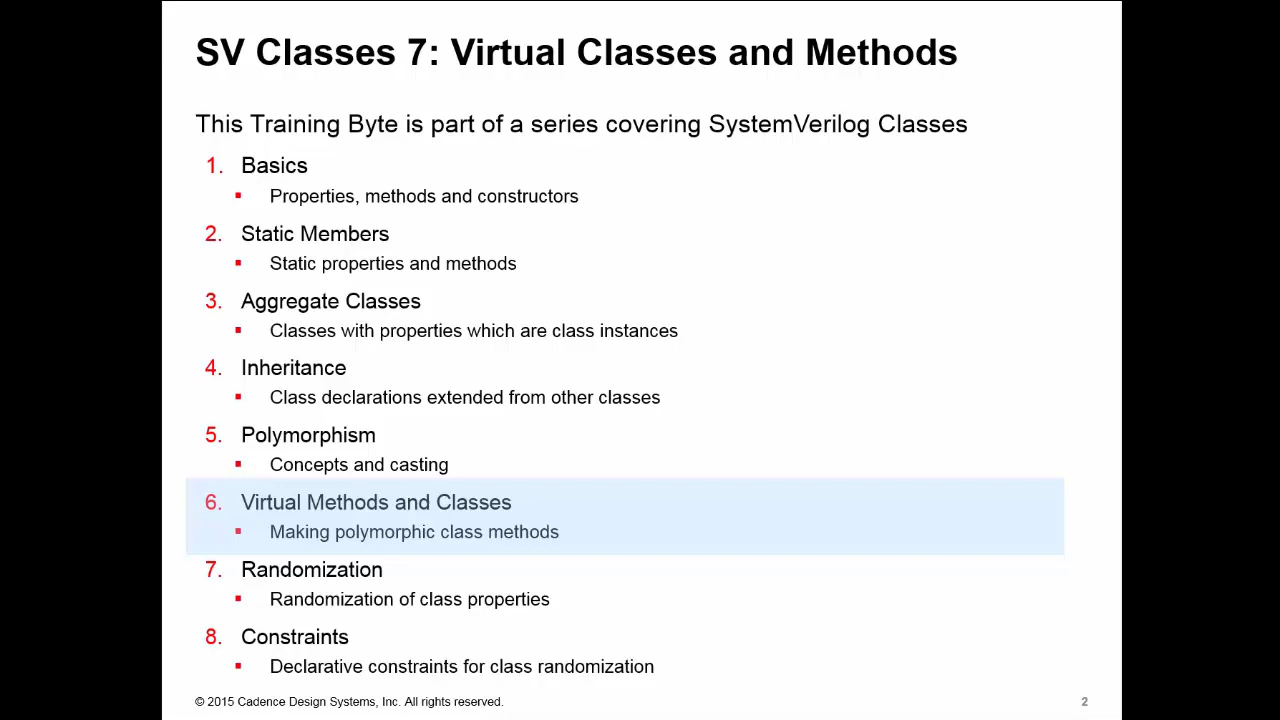 SV Classes 7: Virtual Classes and Methods
This Training Byte is part of a series covering SystemVerilog Classes
1. Basics
▪ Properties, methods and constructors
2. Static Members
▪ Static properties and methods
3. Aggregate Classes
▪ Classes with properties which are class instances
4. Inheritance
▪ Class declarations extended from other classes
5. Polymorphism
▪ Concepts and casting
6. Virtual Methods and Classes
▪ Making polymorphic class methods
7. Randomization
▪ Randomization of class properties
8. Constraints
▪ Declarative constraints for class randomization
© 2015 Cadence Design Systems, Inc. All rights reserved. 2